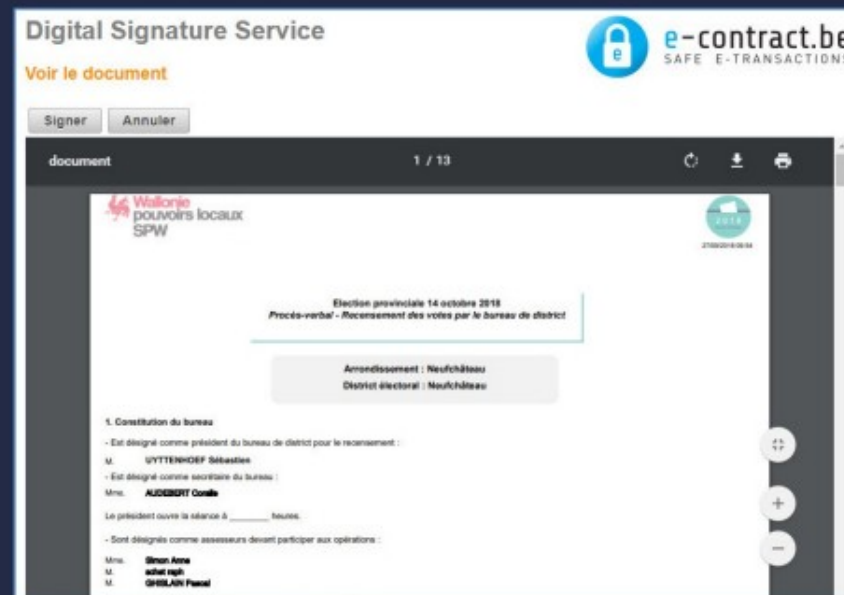 Digital Signature Service
e-contract.be
SAFE E-TRANSACTIONS
Voir le document
Signer
Annuler
document
1 / 13
Wallonie
pouvoirs locaux
SPW
2018
Election provinciale 14 octobre 2018
Procès-verbal - Recensement des votes par le bureau de district
Arrondissement : Neufchâteau
District électoral : Neufchâteau
1. Constitution du bureau
- Est désigné comme président du bureau de district pour le recensement :
M. UYTTENHOEF Sébastien
- Est désigné comme secrétaire du bureau :
Mme. AUDEBERT Coralie
Le président ouvre la séance à ________ heures.
- Sont désignés comme assesseurs devant participer aux opérations :
Mme. Simon Anne
M. achet raph
M. GHISLAIN Pascal